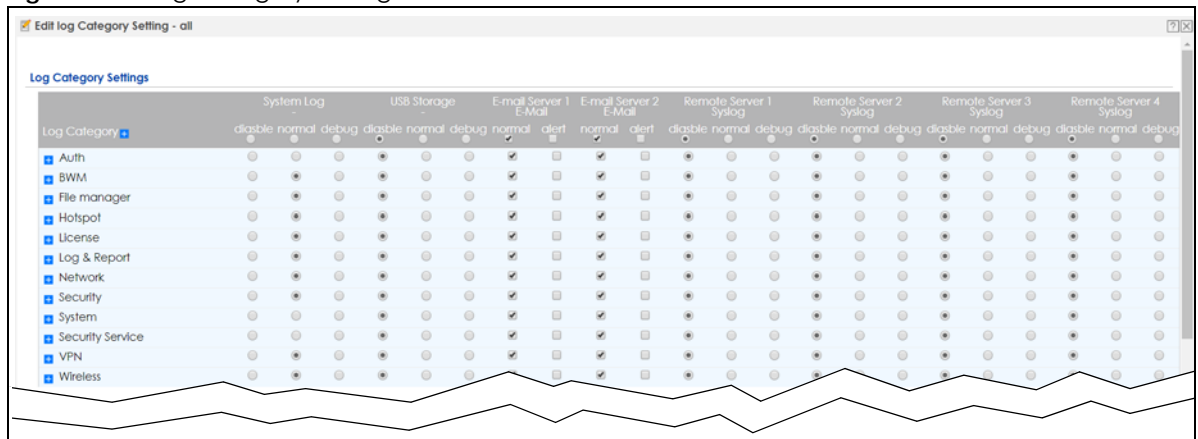 Edit log Category Setting - all
Log Category Settings
System Log USB Storage E-mail Server 1 E-mail Server 2 Remote Server 1 Remote Server 2 Remote Server 3 Remote Server 4
- - E-Mail E-Mail Syslog Syslog Syslog Syslog
Log Category disable normal debug disable normal debug normal alert normal alert disable normal debug disable normal debug disable normal debug disable normal debug
Auth
BWM
File manager
Hotspot
License
Log & Report
Network
Security
System
Security Service
VPN
Wireless